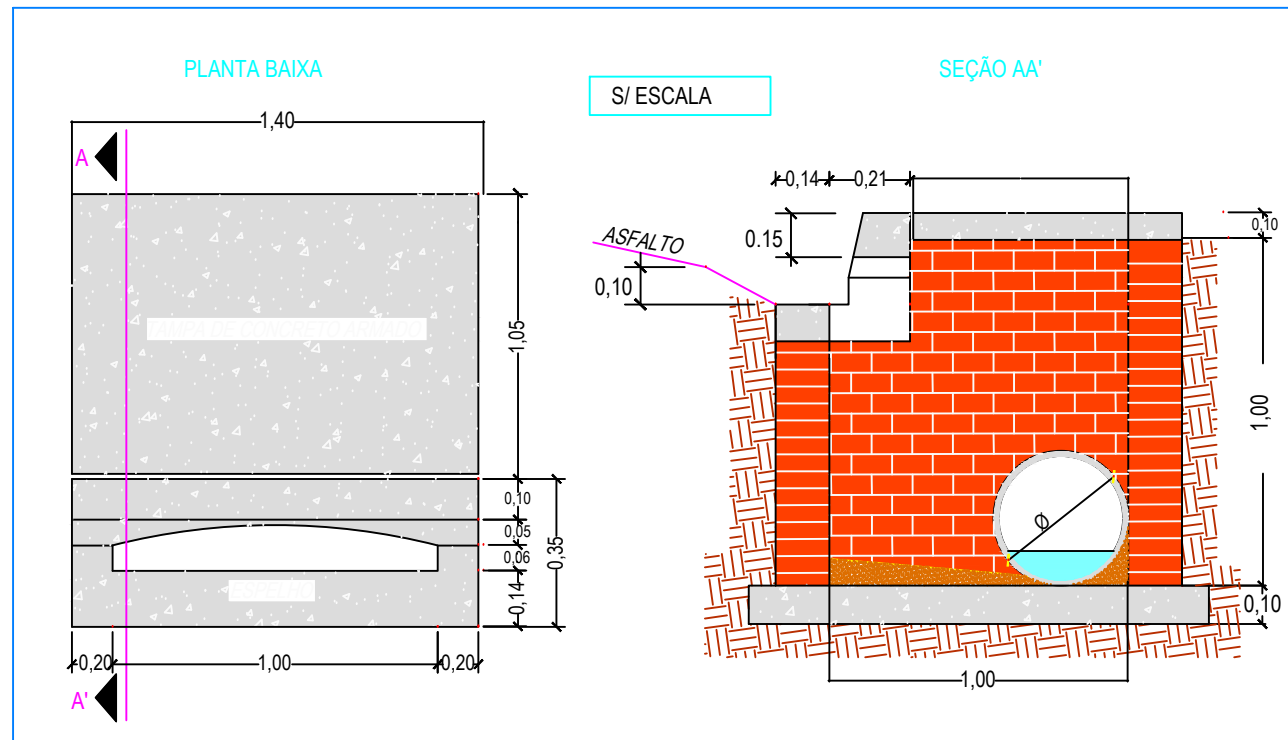 PLANTA BAIXA
S/ ESCALA
SEÇÃO AA'
1,40
A
TAMPA DE CONCRETO ARMADO
1,05
0,10
0,05
0,06
0,14
0,35
ESPELHO
0,20
1,00
0,20
A'
0,14
0,21
0.15
ASFALTO
0,10
0,10
1,00
Ø
0,10
1,00